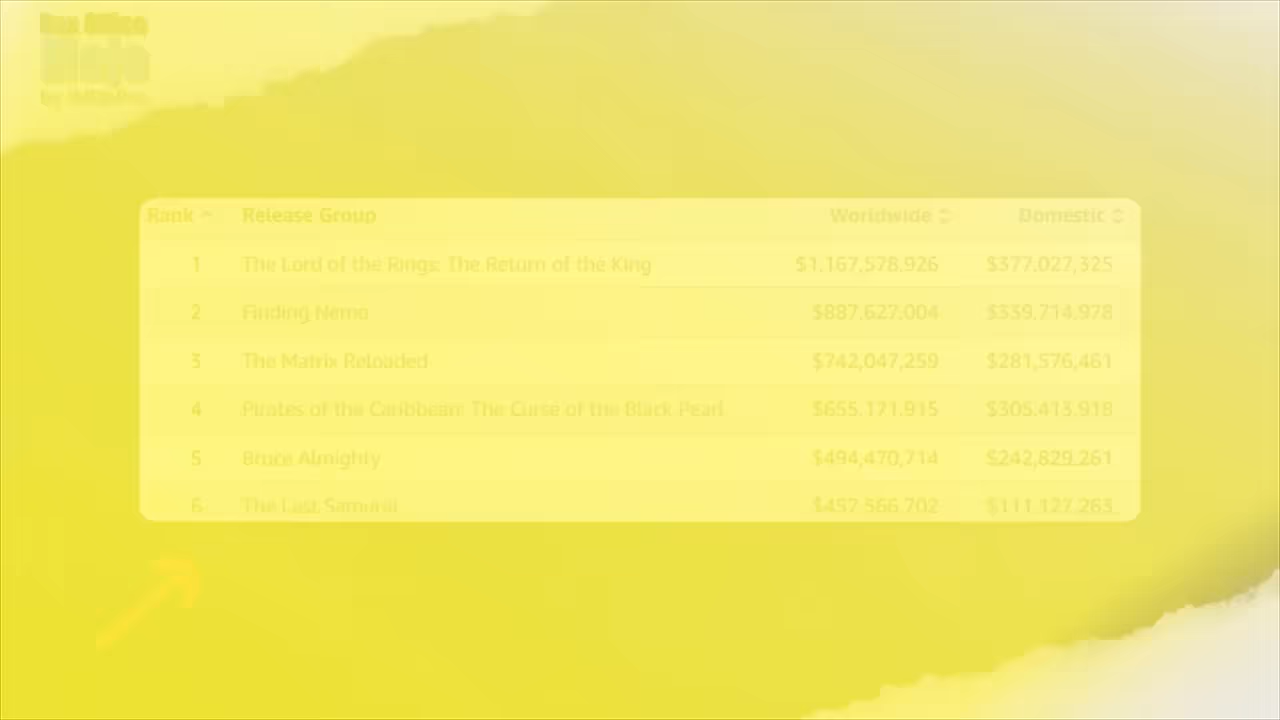 Box Office
Mojo
by IMDbPro
Rank Release Group Worldwide Domestic
1 The Lord of the Rings: The Return of the King $1,167,578,926 $377,027,325
2 Finding Nemo $887,627,004 $339,714,978
3 The Matrix Reloaded $742,047,259 $281,576,461
4 Pirates of the Caribbean: The Curse of the Black Pearl $655,171,915 $305,413,918
5 Bruce Almighty $494,470,714 $242,829,261
6 The Last Samurai $111,127,263